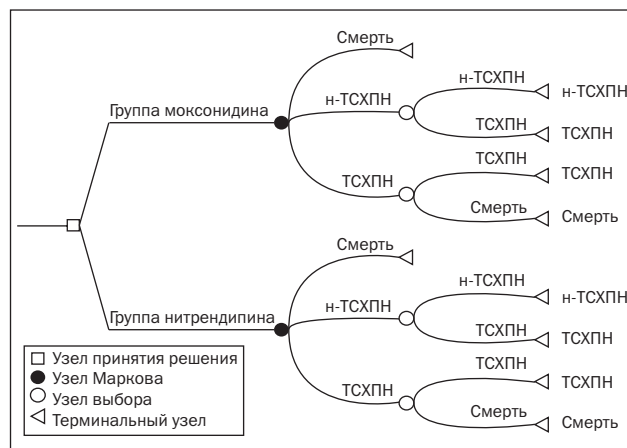 Смерть
н-ТСХПН
н-ТСХПН
н-ТСХПН
Группа моксонидина
ТСХПН
ТСХПН
ТСХПН
ТСХПН
ТСХПН
Смерть
Смерть
Смерть
н-ТСХПН
н-ТСХПН
н-ТСХПН
Группа нитрендипина
ТСХПН
ТСХПН
ТСХПН
ТСХПН
ТСХПН
Смерть
Смерть
Узел принятия решения
Узел Маркова
Узел выбора
Терминальный узел